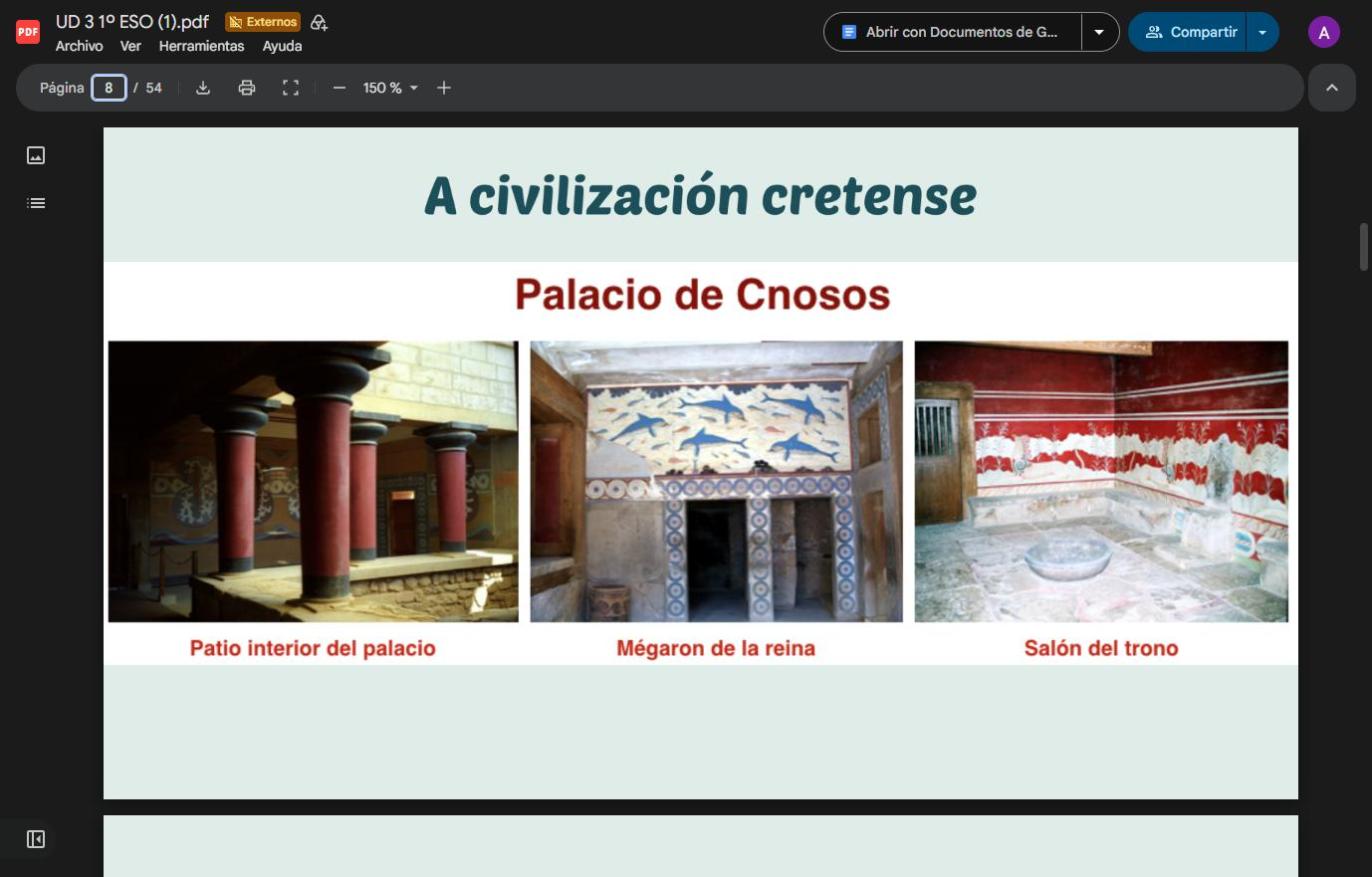 PDF
UD 3 1º ESO (1).pdf
Externos
Archivo Ver Herramientas Ayuda
Abrir con Documentos de G...
Compartir
A
Página 8 / 54
150 %
A civilización cretense
Palacio de Cnosos
Patio interior del palacio
Mégaron de la reina
Salón del trono